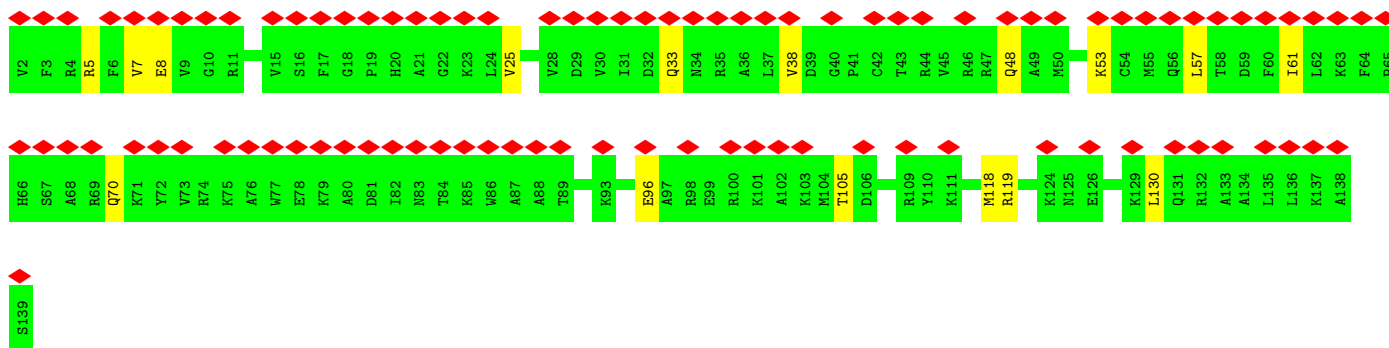 V2 F3 R4 R5 F6 V7 E8 V9 G10 R11 V15 S16 F17 G18 P19 H20 A21 G22 K23 L24 V25 V28 D29 V30 I31 D32 Q33 N34 R35 A36 L37 V38 D39 G40 P41 C42 T43 R44 V45 R46 R47 Q48 A49 M50 K53 C54 M55 Q56 L57 T58 D59 F60 I61 L62 K63 F64
H66 S67 A68 R69 Q70 K71 Y72 V73 R74 K75 A76 W77 E78 K79 A80 D81 I82 N83 T84 K85 W86 A87 A88 T89 K93 E96 A97 R98 E99 R100 K101 A102 K103 M104 T105 D106 R109 Y110 K111 M118 R119 K124 N125 E126 K129 L130 Q131 R132 A133 A134 L135 L136 K137 A138
S139